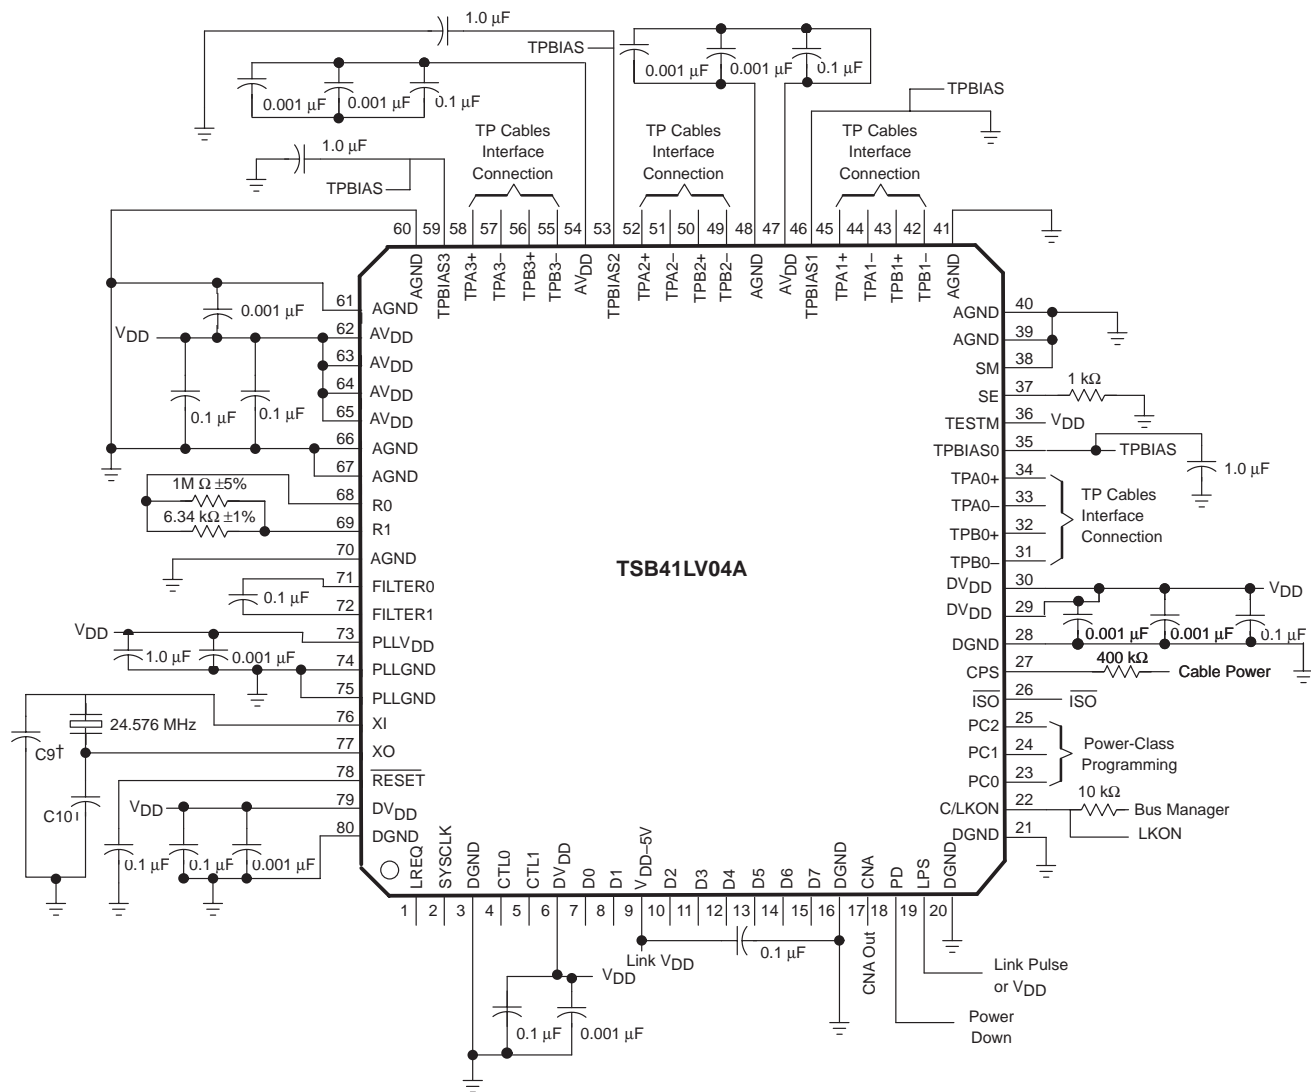 1.0 µF
TPBIAS
0.001 µF 0.001 µF 0.1 µF
0.001 µF 0.001 µF 0.1 µF
TPBIAS
1.0 µF
TPBIAS
TP Cables
Interface
Connection
TP Cables
Interface
Connection
TP Cables
Interface
Connection
60 59 58 57 56 55 54 53 52 51 50 49 48 47 46 45 44 43 42 41
AGND
TPBIAS3
TPA3+
TPA3–
TPB3+
TPB3–
AVDD
TPBIAS2
TPA2+
TPA2–
TPB2+
TPB2–
AGND
AVDD
TPBIAS1
TPA1+
TPA1–
TPB1+
TPB1–
AGND
61 AGND
0.001 µF
VDD
62 AVDD
63 AVDD
64 AVDD
65 AVDD
0.1 µF 0.1 µF
66 AGND
67 AGND
1M Ω ±5%
68 R0
6.34 kΩ ±1%
69 R1
70 AGND
71 FILTER0
0.1 µF
72 FILTER1
VDD
73 PLLVDD
1.0 µF 0.001 µF
74 PLLGND
75 PLLGND
76 XI
24.576 MHz
C9†
77 XO
78 RESET
VDD
79 DVDD
C10
80 DGND
0.1 µF 0.1 µF 0.001 µF
TSB41LV04A
AGND 40
AGND 39
SM 38
SE 37
1 kΩ
TESTM 36 VDD
TPBIAS0 35 TPBIAS
1.0 µF
TPA0+ 34
TPA0– 33
TPB0+ 32
TPB0– 31
TP Cables
Interface
Connection
DVDD 30 VDD
DVDD 29
0.001 µF 0.001 µF 0.1 µF
DGND 28
CPS 27 400 kΩ Cable Power
ISO 26 ISO
PC2 25
PC1 24
PC0 23
Power-Class
Programming
C/LKON 22 10 kΩ Bus Manager
LKON
DGND 21
LREQ
SYSCLK
DGND
CTL0
CTL1
DVDD
D0
D1
VDD–5V
D2
D3
D4
D5
D6
D7
DGND
CNA
PD
LPS
DGND
1 2 3 4 5 6 7 8 9 10 11 12 13 14 15 16 17 18 19 20
Link VDD
0.1 µF
CNA Out
VDD
0.1 µF 0.001 µF
Link Pulse
or VDD
Power
Down